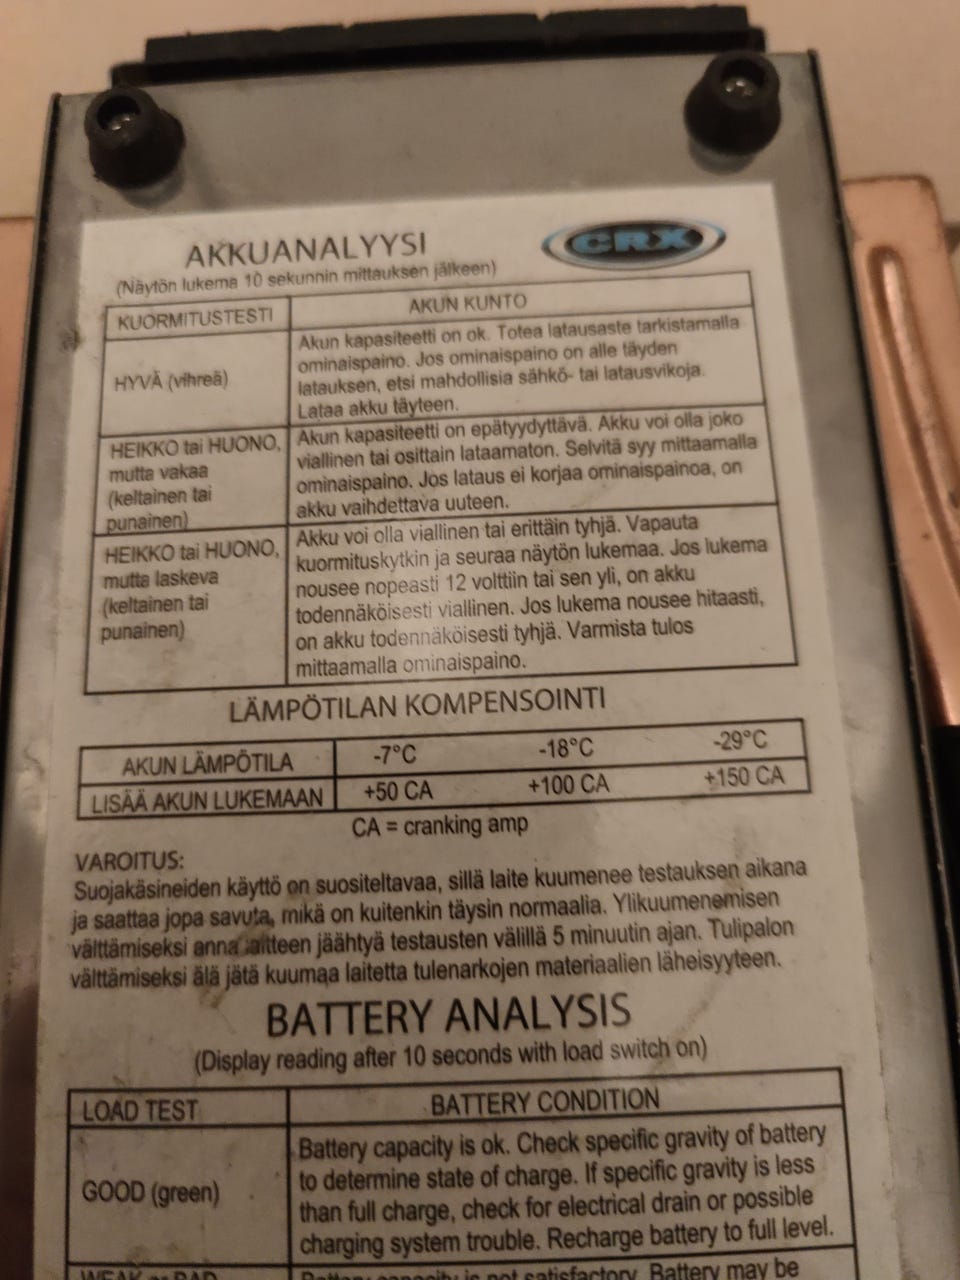 AKKUANALYYSI
CRX
(Näytön lukema 10 sekunnin mittauksen jälkeen)
KUORMITUSTESTI
AKUN KUNTO
HYVÄ (vihreä)
Akun kapasiteetti on ok. Totea latausaste tarkistamalla
ominaispaino. Jos ominaispaino on alle täyden
latauksen, etsi mahdollisia sähkö- tai latausvikoja.
Lataa akku täyteen.
HEIKKO tai HUONO,
mutta vakaa
(keltainen tai
punainen)
Akun kapasiteetti on epätyydyttävä. Akku voi olla joko
viallinen tai osittain lataamaton. Selvitä syy mittaamalla
ominaispaino. Jos lataus ei korjaa ominaispainoa, on
akku vaihdettava uuteen.
HEIKKO tai HUONO,
mutta laskeva
(keltainen tai
punainen)
Akku voi olla viallinen tai erittäin tyhjä. Vapauta
kuormituskytkin ja seuraa näytön lukemaa. Jos lukema
nousee nopeasti 12 volttiin tai sen yli, on akku
todennäköisesti viallinen. Jos lukema nousee hitaasti,
on akku todennäköisesti tyhjä. Varmista tulos
mittaamalla ominaispaino.
LÄMPÖTILAN KOMPENSOINTI
AKUN LÄMPÖTILA -7°C -18°C -29°C
LISÄÄ AKUN LUKEMAAN +50 CA +100 CA +150 CA
CA = cranking amp
VAROITUS:
Suojakäsineiden käyttö on suositeltavaa, sillä laite kuumenee testauksen aikana
ja saattaa jopa savuta, mikä on kuitenkin täysin normaalia. Ylikuumenemisen
välttämiseksi anna laitteen jäähtyä testausten välillä 5 minuutin ajan. Tulipalon
välttämiseksi älä jätä kuumaa laitetta tulenarkojen materiaalien läheisyyteen.
BATTERY ANALYSIS
(Display reading after 10 seconds with load switch on)
LOAD TEST
BATTERY CONDITION
GOOD (green)
Battery capacity is ok. Check specific gravity of battery
to determine state of charge. If specific gravity is less
than full charge, check for electrical drain or possible
charging system trouble. Recharge battery to full level.
WEAK or BAD
Battery capacity is not satisfactory. Battery may be